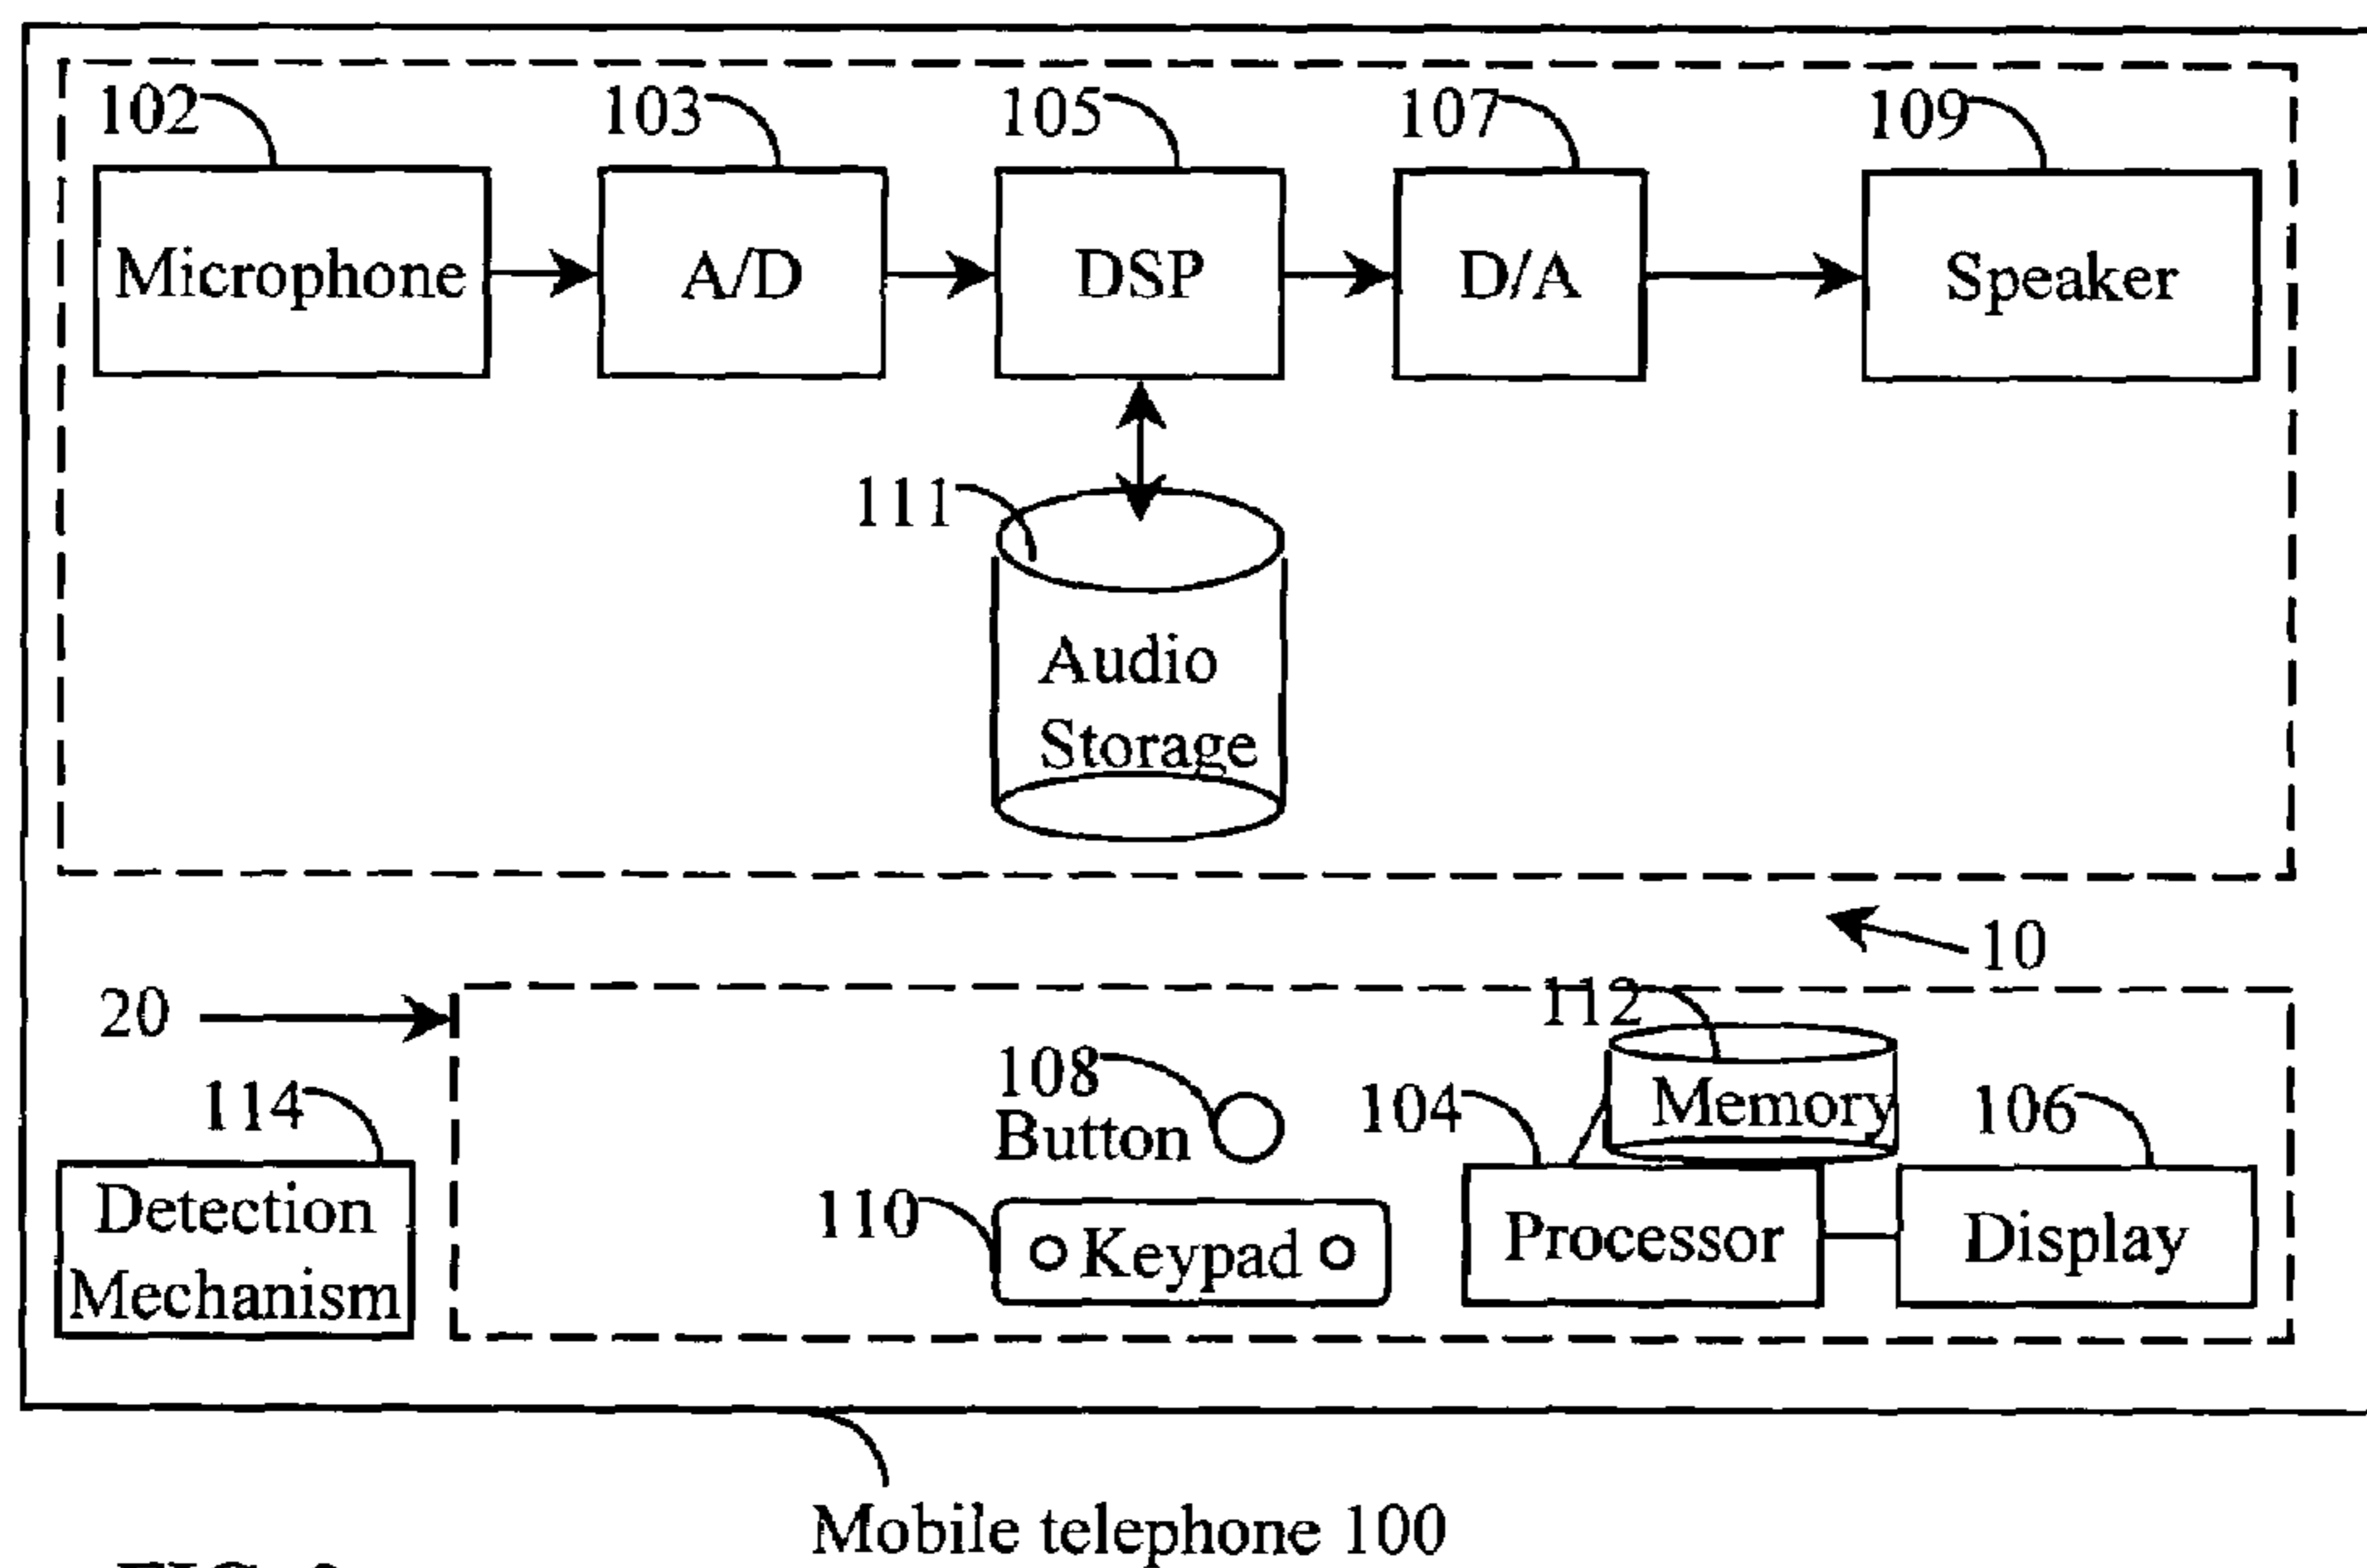 102
103
105
107
109
Microphone
A/D
DSP
D/A
Speaker
111
Audio
Storage
10
20
112
108
Button
114
104
Memory
106
110
Keypad
Processor
Display
Detection
Mechanism
Mobile telephone 100